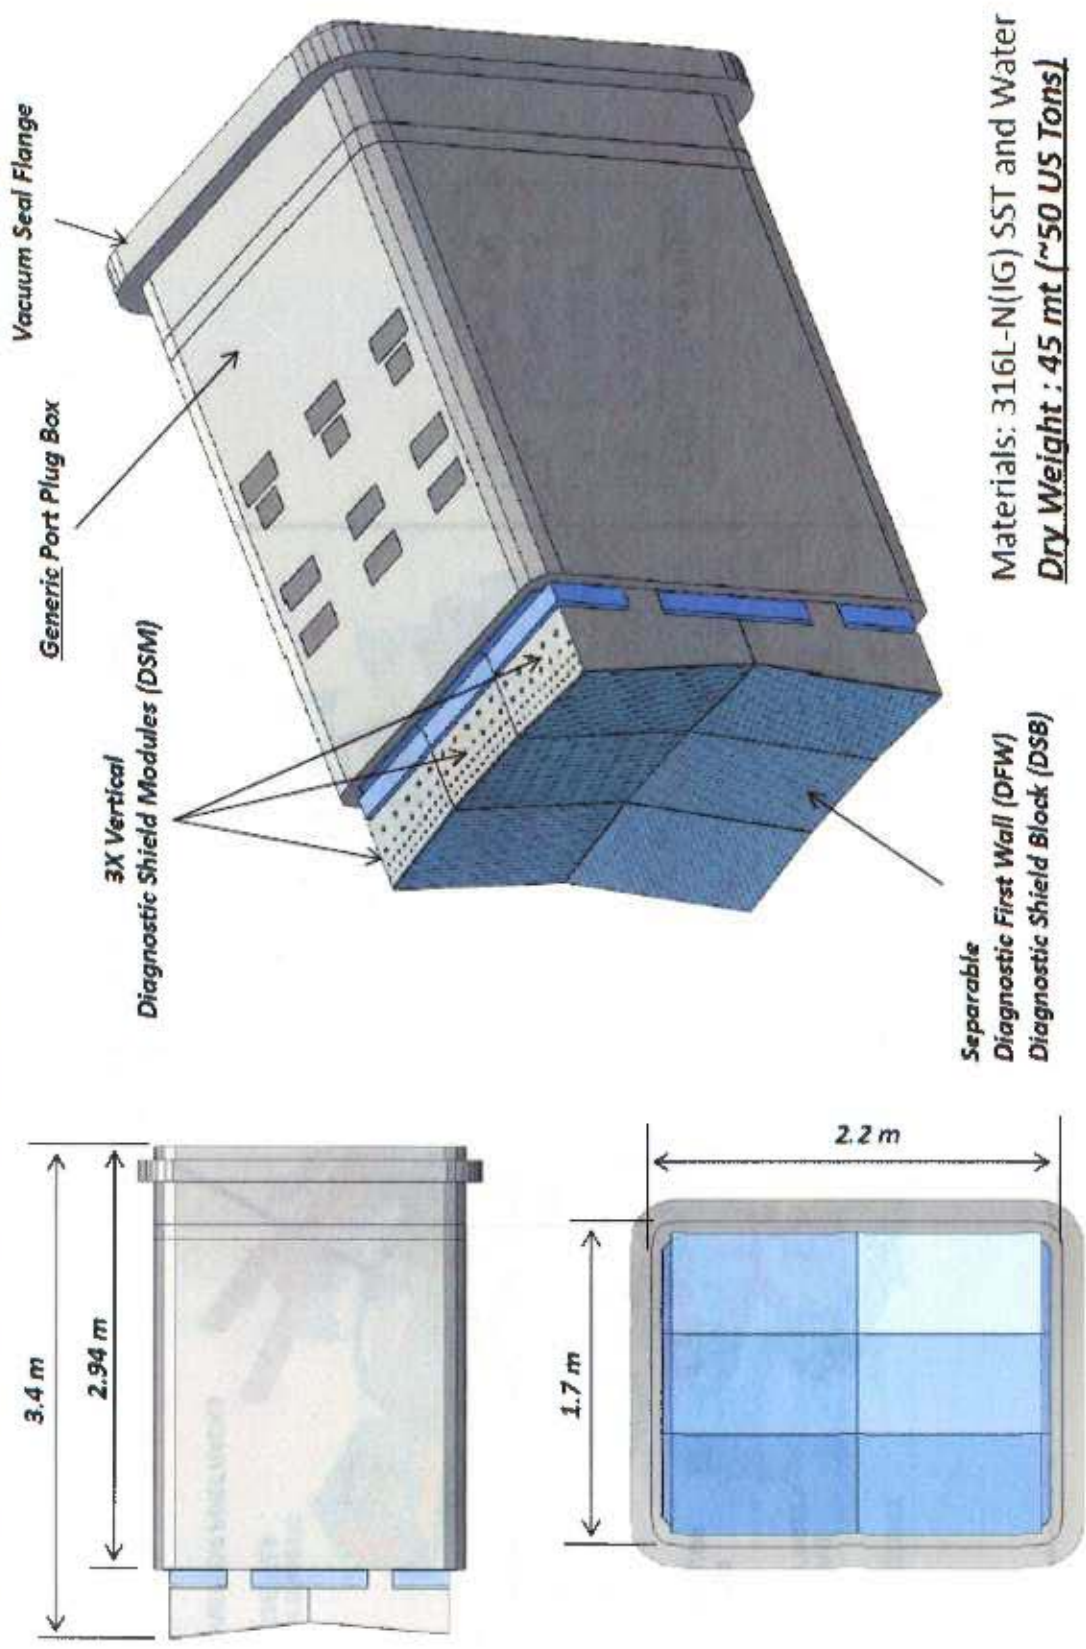 Vacuum Seal Flange
Generic Port Plug Box
3X Vertical
Diagnostic Shield Modules (DSM)
3.4 m
2.94 m
1.7 m
2.2 m
Separable
Diagnostic First Wall (DFW)
Diagnostic Shield Block (DSB)
Materials: 316L-N(IG) SST and Water
Dry Weight : 45 mt (~50 US Tons)